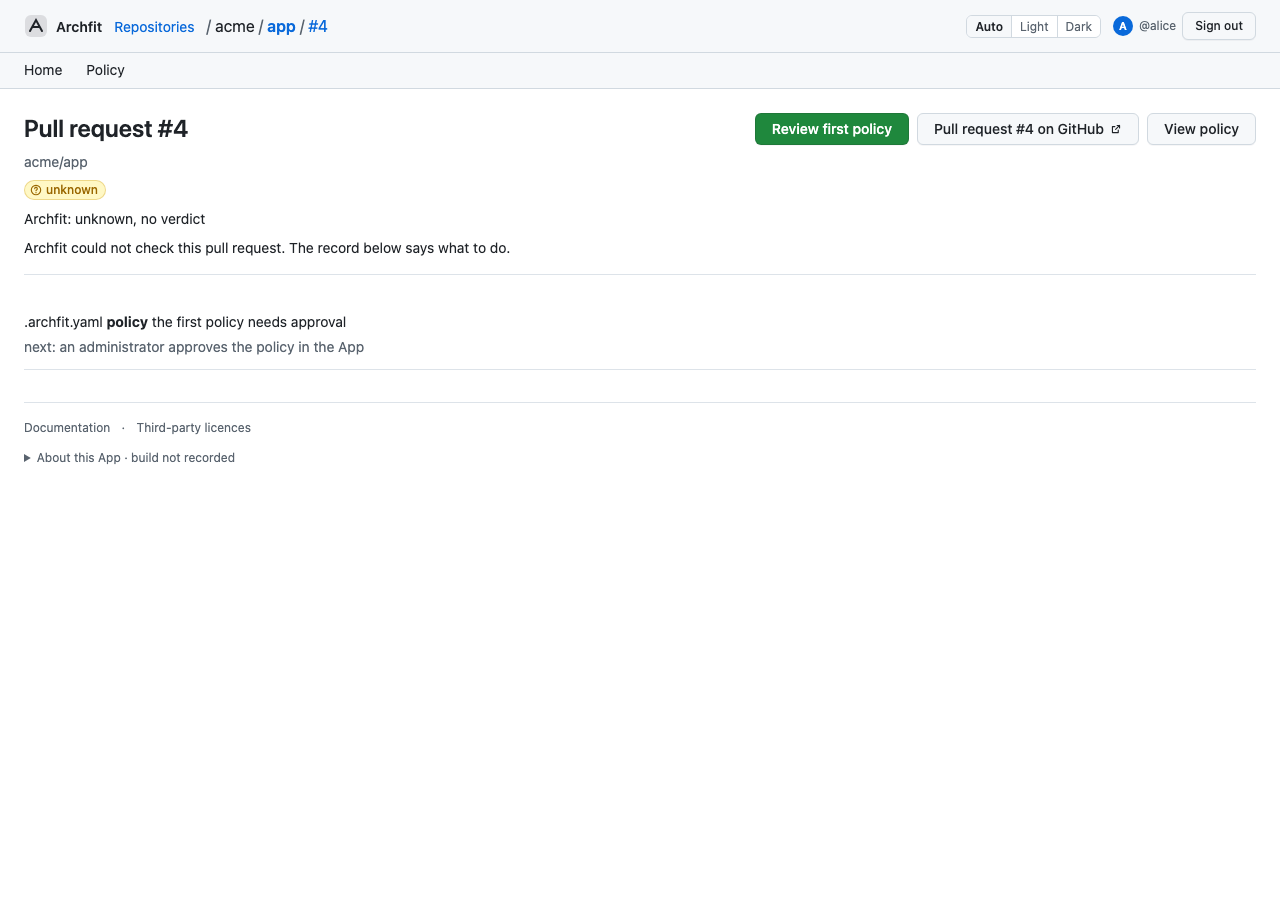 Archfit Repositories / acme / app / #4 Auto Light Dark A @alice Sign out
Home Policy
Pull request #4 Review first policy Pull request #4 on GitHub View policy
acme/app
unknown
Archfit: unknown, no verdict
Archfit could not check this pull request. The record below says what to do.
.archfit.yaml policy the first policy needs approval
next: an administrator approves the policy in the App
Documentation · Third-party licences
About this App · build not recorded